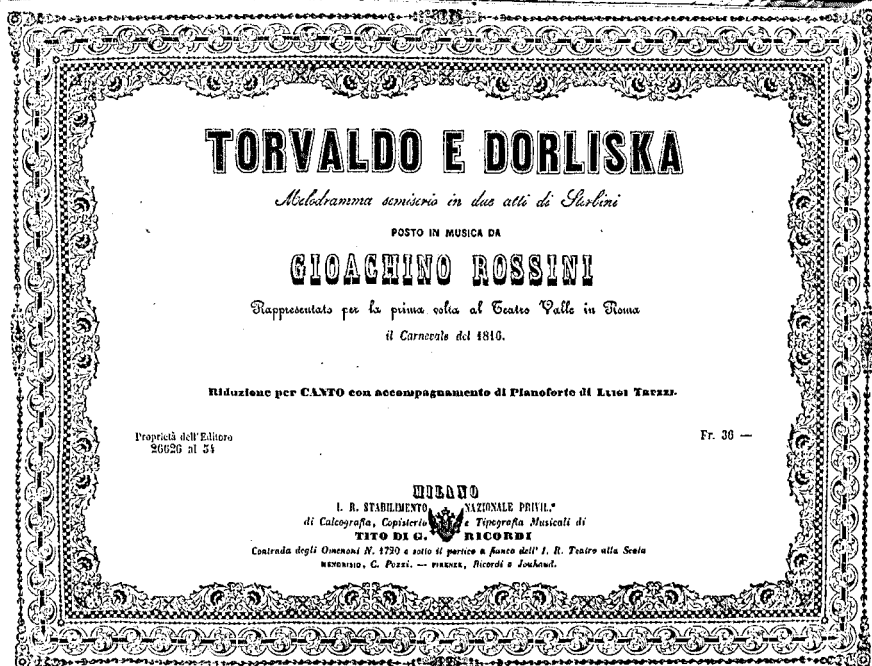 TORVALDO E DORLISKA
Melodramma semiserio in due atti di Sterbini
POSTO IN MUSICA DA
GIOACHINO ROSSINI
Rappresentato per la prima volta al Teatro Valle in Roma
il Carnevale del 1816.
Riduzione per CANTO con accompagnamento di Pianoforte di LUIGI TRUZZI.
Proprietà dell'Editore
26626 al 54
Fr. 36 —
MILANO
I. R. STABILIMENTO NAZIONALE PRIVIL.°
di Calcografia, Copisteria e Tipografia Musicali di
TITO DI G. RICORDI
Contrada degli Omenoni N. 1720 e sotto il portico a fianco dell' I. R. Teatro alla Scala
MENDRISIO, C. Pozzi. — FIRENZE, Ricordi e Jouhaud.